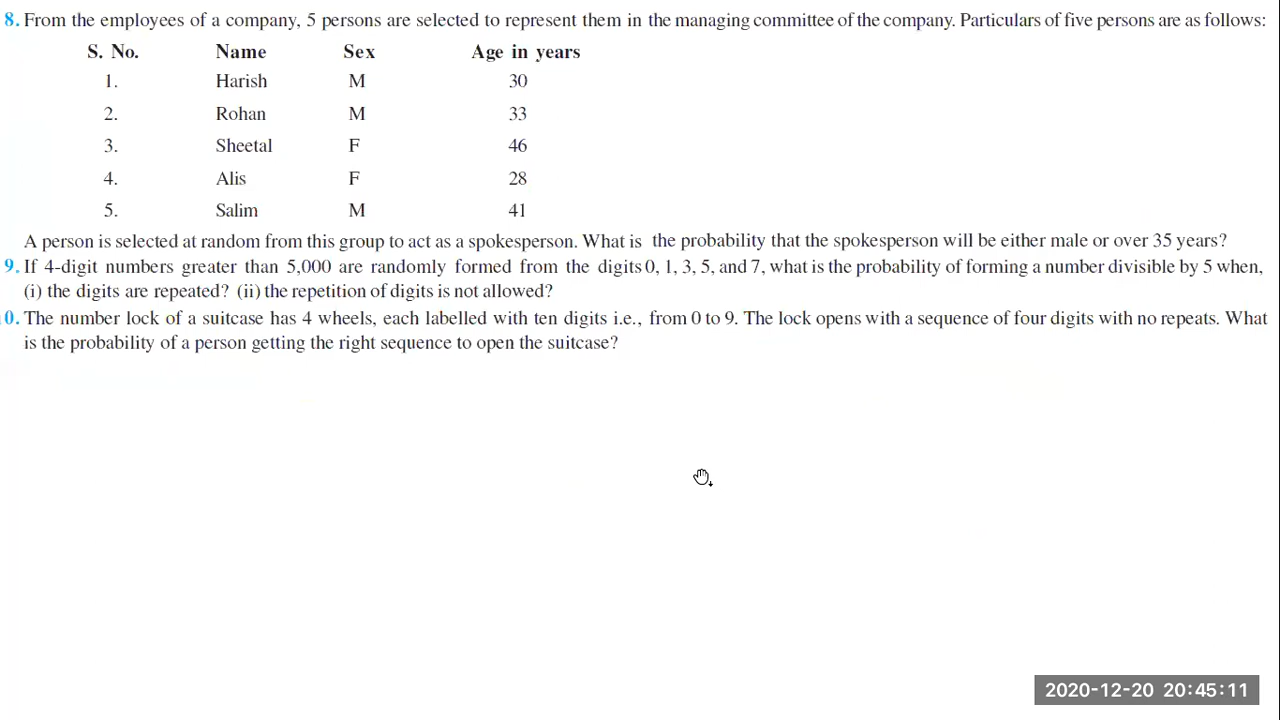 8. From the employees of a company, 5 persons are selected to represent them in the managing committee of the company. Particulars of five persons are as follows:
S. No. Name Sex Age in years
1. Harish M 30
2. Rohan M 33
3. Sheetal F 46
4. Alis F 28
5. Salim M 41
A person is selected at random from this group to act as a spokesperson. What is the probability that the spokesperson will be either male or over 35 years?
9. If 4-digit numbers greater than 5,000 are randomly formed from the digits 0, 1, 3, 5, and 7, what is the probability of forming a number divisible by 5 when,
(i) the digits are repeated? (ii) the repetition of digits is not allowed?
0. The number lock of a suitcase has 4 wheels, each labelled with ten digits i.e., from 0 to 9. The lock opens with a sequence of four digits with no repeats. What
is the probability of a person getting the right sequence to open the suitcase?
2020-12-20 20:45:11